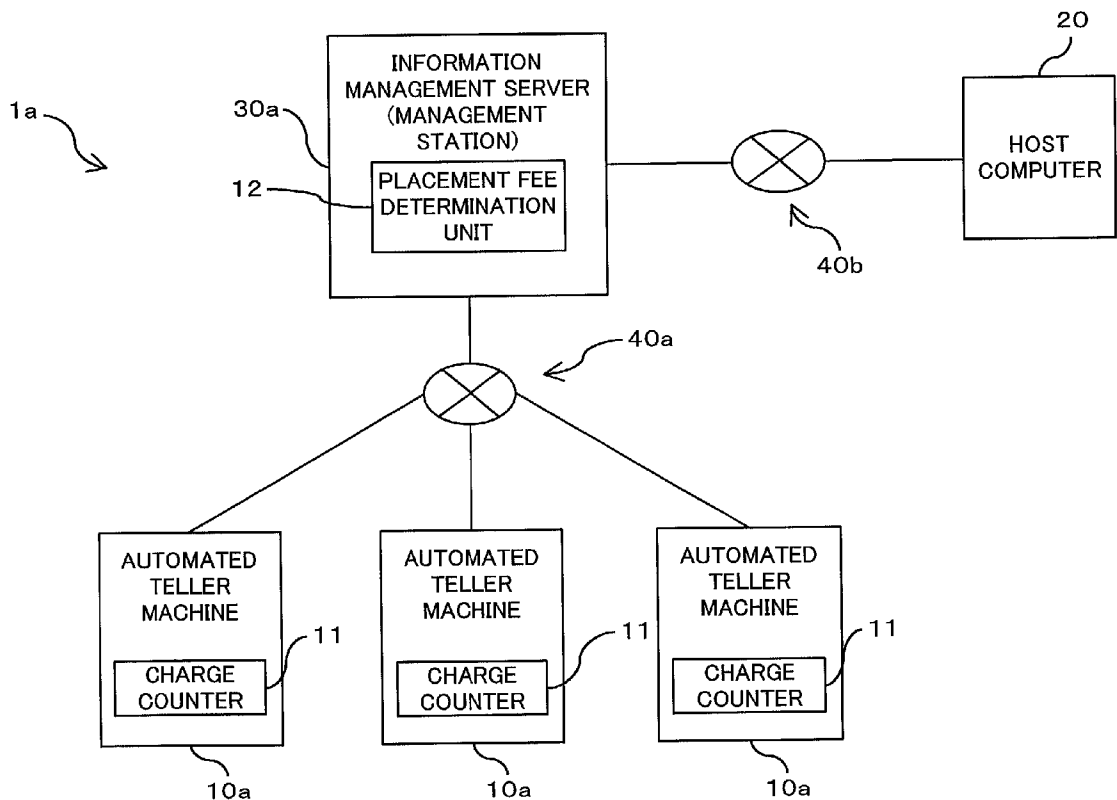 20
1a
30a
INFORMATION
MANAGEMENT SERVER
(MANAGEMENT
STATION)
12
PLACEMENT FEE
DETERMINATION
UNIT
HOST
COMPUTER
40b
40a
AUTOMATED
TELLER
MACHINE
11
CHARGE
COUNTER
10a
AUTOMATED
TELLER
MACHINE
11
CHARGE
COUNTER
10a
AUTOMATED
TELLER
MACHINE
11
CHARGE
COUNTER
10a